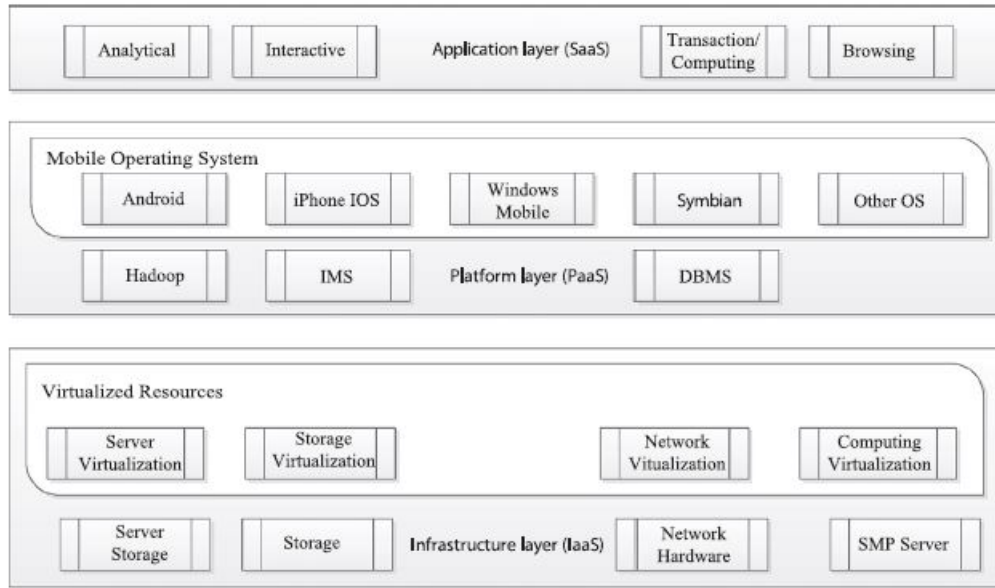 Analytical
Interactive
Application layer (SaaS)
Transaction/
Computing
Browsing
Mobile Operating System
Android
iPhone IOS
Windows
Mobile
Symbian
Other OS
Hadoop
IMS
Platform layer (PaaS)
DBMS
Virtualized Resources
Server
Virtualization
Storage
Virtualization
Network
Vitualization
Computing
Virtualization
Server
Storage
Storage
Infrastructure layer (IaaS)
Network
Hardware
SMP Server